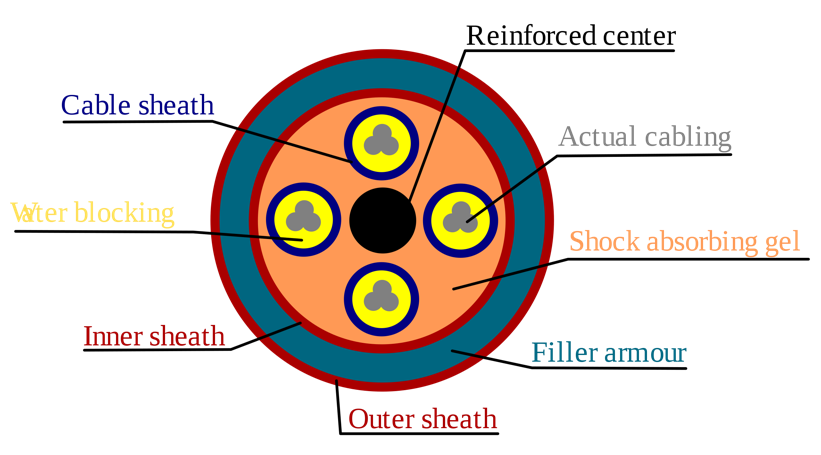 Reinforced center
Cable sheath
Actual cabling
Water blocking
Shock absorbing gel
Inner sheath
Filler armour
Outer sheath